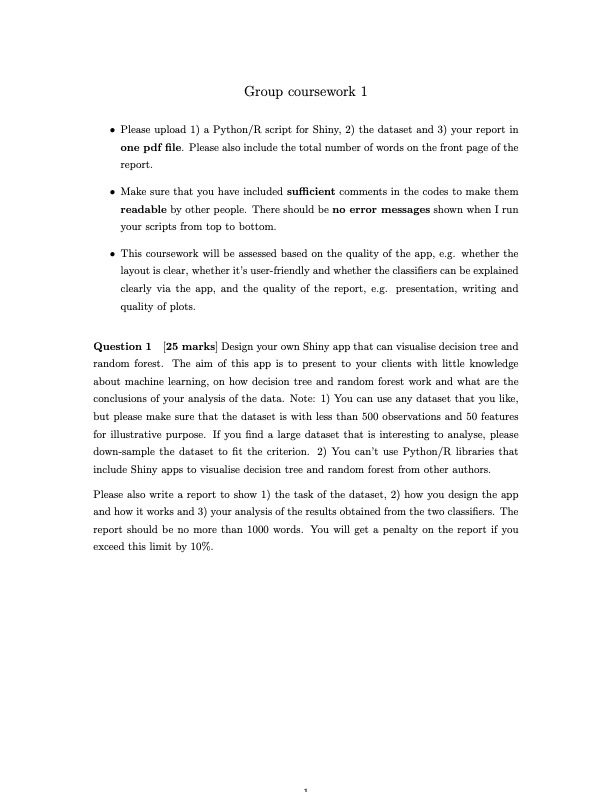 Group coursework 1
• Please upload 1) a Python/R script for Shiny, 2) the dataset and 3) your report in
one pdf file. Please also include the total number of words on the front page of the
report.
• Make sure that you have included sufficient comments in the codes to make them
readable by other people. There should be no error messages shown when I run
your scripts from top to bottom.
• This coursework will be assessed based on the quality of the app, e.g. whether the
layout is clear, whether it's user-friendly and whether the classifiers can be explained
clearly via the app, and the quality of the report, e.g. presentation, writing and
quality of plots.
Question 1 [25 marks] Design your own Shiny app that can visualise decision tree and
random forest. The aim of this app is to present to your clients with little knowledge
about machine learning, on how decision tree and random forest work and what are the
conclusions of your analysis of the data. Note: 1) You can use any dataset that you like,
but please make sure that the dataset is with less than 500 observations and 50 features
for illustrative purpose. If you find a large dataset that is interesting to analyse, please
down-sample the dataset to fit the criterion. 2) You can't use Python/R libraries that
include Shiny apps to visualise decision tree and random forest from other authors.
Please also write a report to show 1) the task of the dataset, 2) how you design the app
and how it works and 3) your analysis of the results obtained from the two classifiers. The
report should be no more than 1000 words. You will get a penalty on the report if you
exceed this limit by 10%.
1